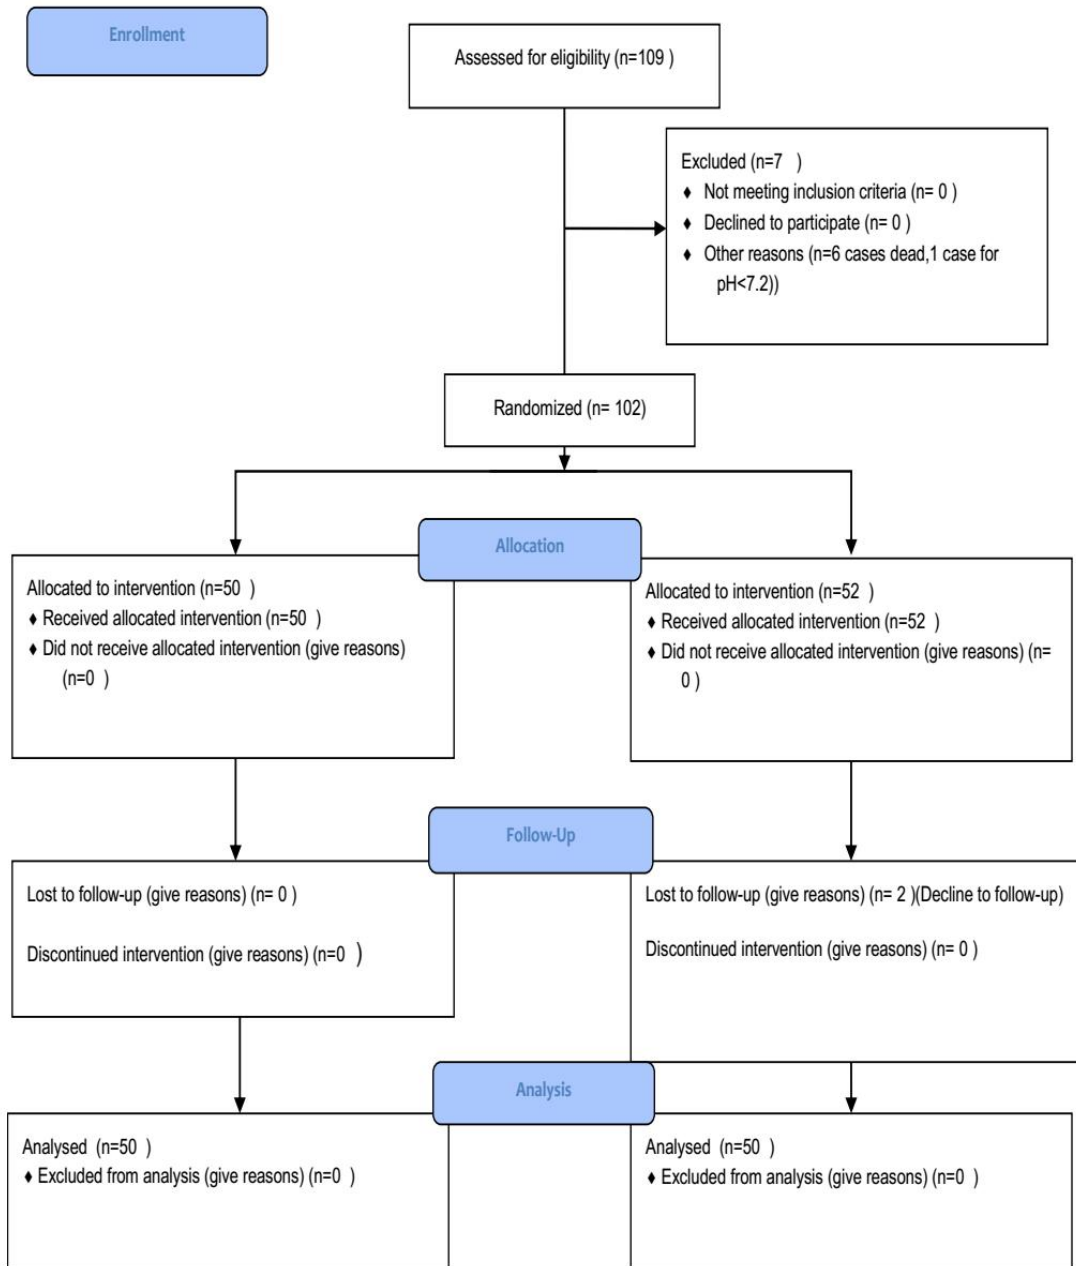 Enrollment
Assessed for eligibility (n=109 )
Excluded (n=7 )
♦ Not meeting inclusion criteria (n= 0 )
♦ Declined to participate (n= 0 )
♦ Other reasons (n=6 cases dead,1 case for
pH<7.2))
Randomized (n= 102)
Allocation
Allocated to intervention (n=50 )
♦ Received allocated intervention (n=50 )
♦ Did not receive allocated intervention (give reasons)
(n=0 )
Allocated to intervention (n=52 )
♦ Received allocated intervention (n=52 )
♦ Did not receive allocated intervention (give reasons) (n=
0 )
Follow-Up
Lost to follow-up (give reasons) (n= 0 )
Discontinued intervention (give reasons) (n=0 )
Lost to follow-up (give reasons) (n= 2 )(Decline to follow-up)
Discontinued intervention (give reasons) (n= 0 )
Analysis
Analysed (n=50 )
♦ Excluded from analysis (give reasons) (n=0 )
Analysed (n=50 )
♦ Excluded from analysis (give reasons) (n=0 )